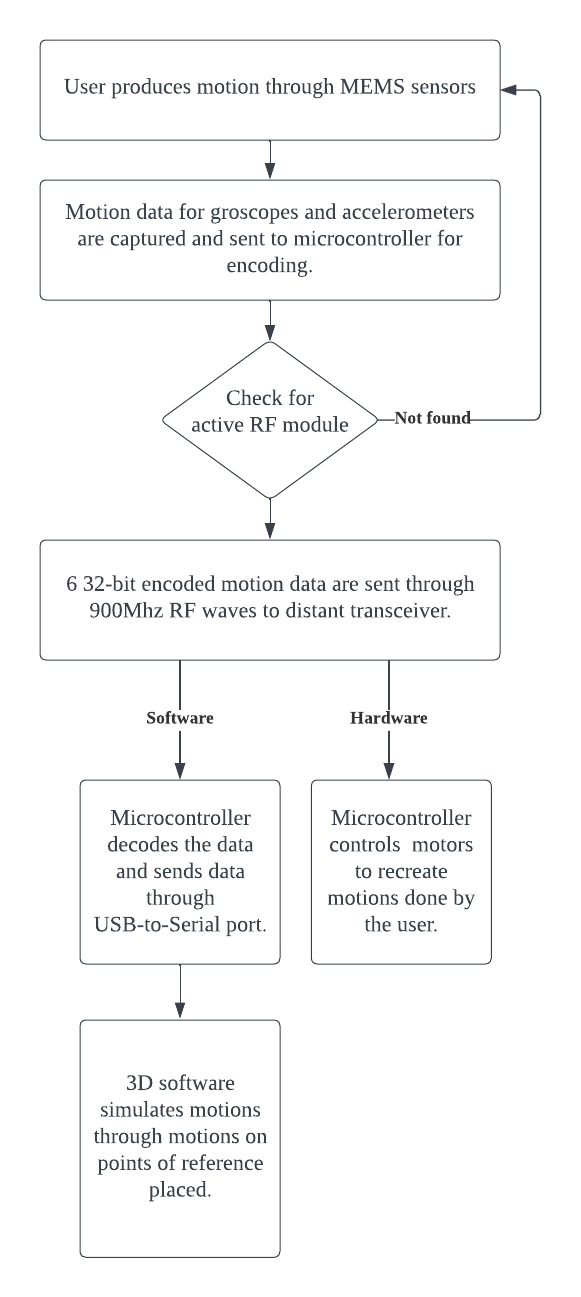 User produces motion through MEMS sensors
Motion data for groscopes and accelerometers
are captured and sent to microcontroller for
encoding.
Check for
active RF module
Not found
6 32-bit encoded motion data are sent through
900Mhz RF waves to distant transceiver.
Software
Hardware
Microcontroller
decodes the data
and sends data
through
USB-to-Serial port.
Microcontroller
controls motors
to recreate
motions done by
the user.
3D software
simulates motions
through motions on
points of reference
placed.